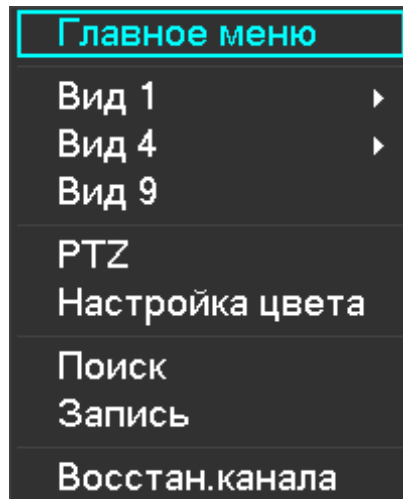 Главное меню
Вид 1
Вид 4
Вид 9
PTZ
Настройка цвета
Поиск
Запись
Восстан.канала